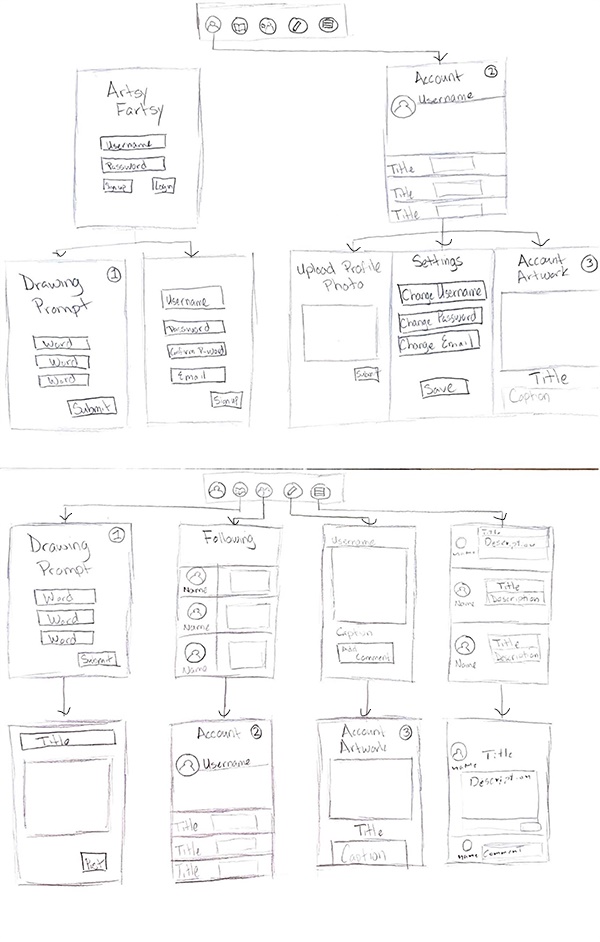 Artsy
Fartsy
Username
Password
Sign up
Login
Account
2
Username
Title
Title
Title
Drawing
Prompt
1
Word
Word
Word
Submit
Username
Password
Confirm Password
Email
Sign up
Upload Profile
Photo
Submit
Settings
Change Username
Change Password
Change Email
Save
Account
Artwork
3
Title
Caption
Drawing
Prompt
1
Word
Word
Word
Submit
Following
Name
Name
Name
Username
Caption
Add
Comment
Title
Description
Name
Title
Description
Name
Title
Description
Name
Title
Post
Account
2
Username
Title
Title
Title
Account
Artwork
3
Title
Caption
Name
Title
Description
Name
Comment